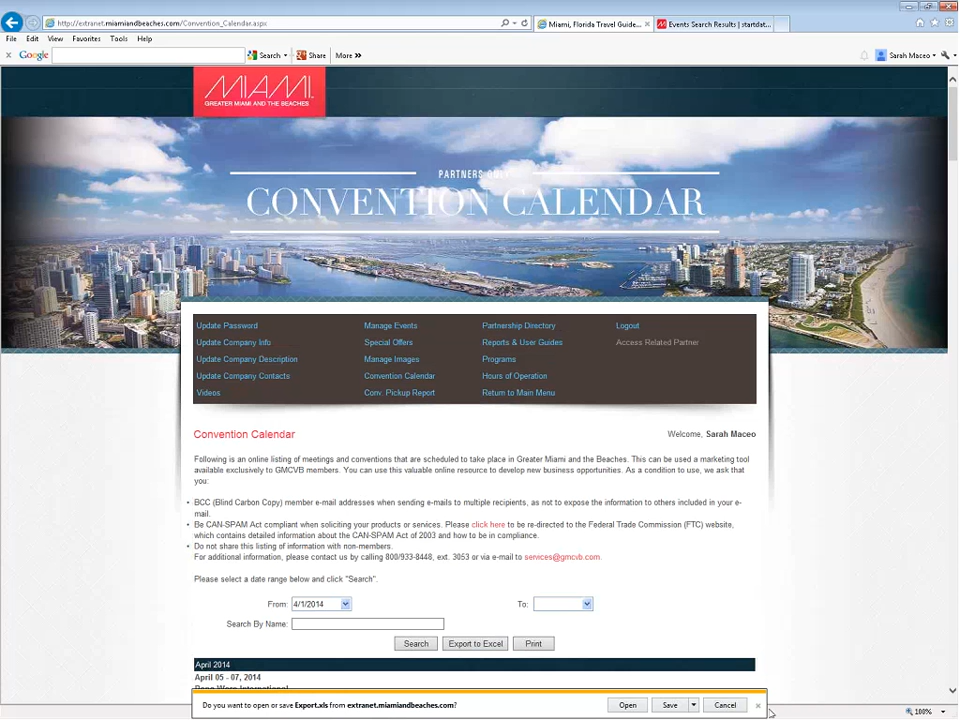 http://extranet.miamiandbeaches.com/Convention_Calendar.aspx
Miami, Florida Travel Guide...
Events Search Results | startdat...
File Edit View Favorites Tools Help
Google Search Share More »
Sarah Maceo
MIAMI
GREATER MIAMI AND THE BEACHES
PARTNERS ONLY
CONVENTION CALENDAR
Update Password Manage Events Partnership Directory Logout
Update Company Info Special Offers Reports & User Guides Access Related Partner
Update Company Description Manage Images Programs
Update Company Contacts Convention Calendar Hours of Operation
Videos Conv. Pickup Report Return to Main Menu
Convention Calendar
Welcome, Sarah Maceo
Following is an online listing of meetings and conventions that are scheduled to take place in Greater Miami and the Beaches. This can be used a marketing tool
available exclusively to GMCVB members. You can use this valuable online resource to develop new business opportunities. As a condition to use, we ask that
you:
• BCC (Blind Carbon Copy) member e-mail addresses when sending e-mails to multiple recipients, as not to expose the information to others included in your e-
mail.
• Be CAN-SPAM Act compliant when soliciting your products or services. Please click here to be re-directed to the Federal Trade Commission (FTC) website,
which contains detailed information about the CAN-SPAM Act of 2003 and how to be in compliance.
• Do not share this listing of information with non-members.
For additional information, please contact us by calling 800/933-8448, ext. 3053 or via e-mail to services@gmcvb.com.
Please select a date range below and click "Search".
From: 4/1/2014 To:
Search By Name:
Search Export to Excel Print
April 2014
April 05 - 07, 2014
Do you want to open or save Export.xls from extranet.miamiandbeaches.com?
Open Save Cancel
100%